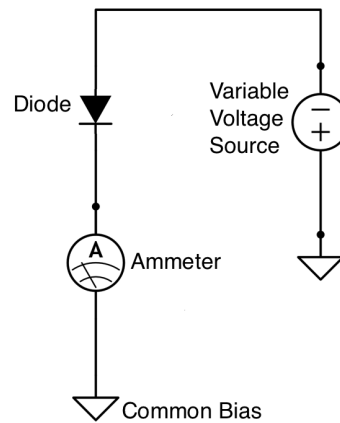 Diode
Variable
Voltage
Source
−
+
A
Ammeter
Common Bias